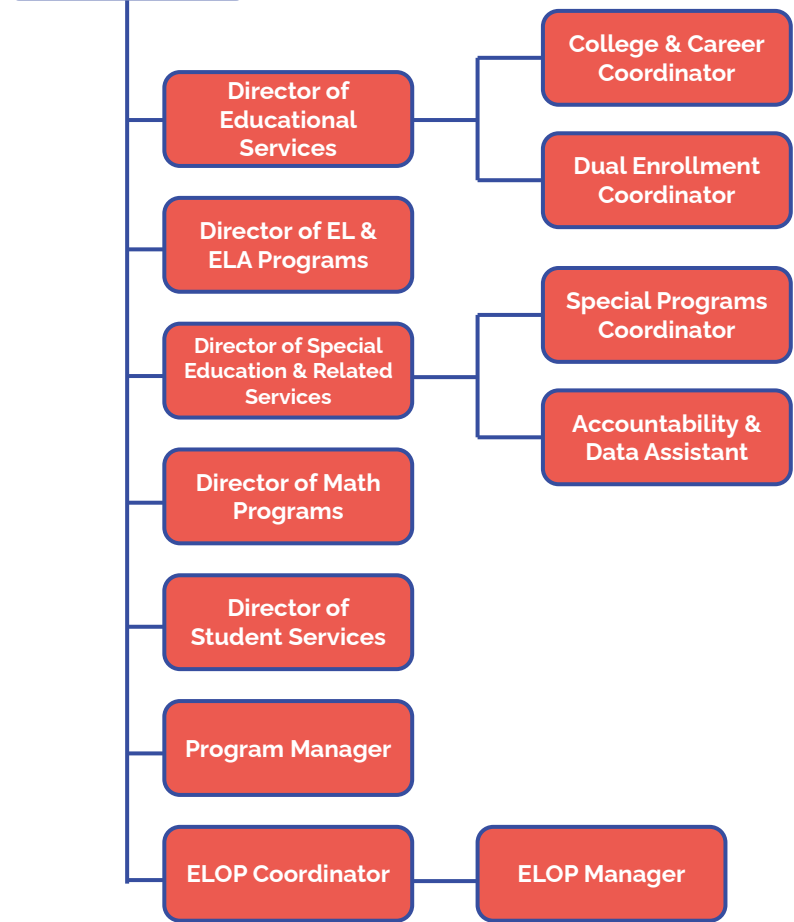 College & Career
Coordinator
Director of
Educational
Services
Dual Enrollment
Coordinator
Director of EL &
ELA Programs
Special Programs
Coordinator
Director of Special
Education & Related
Services
Accountability &
Data Assistant
Director of Math
Programs
Director of
Student Services
Program Manager
ELOP Coordinator
ELOP Manager